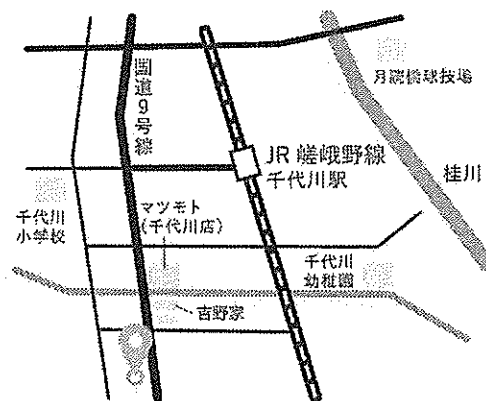 国道9号線
月読橋球技場
JR 嵯峨野線
千代川駅
桂川
千代川
小学校
マツモト
(千代川店)
千代川
幼稚園
吉野家